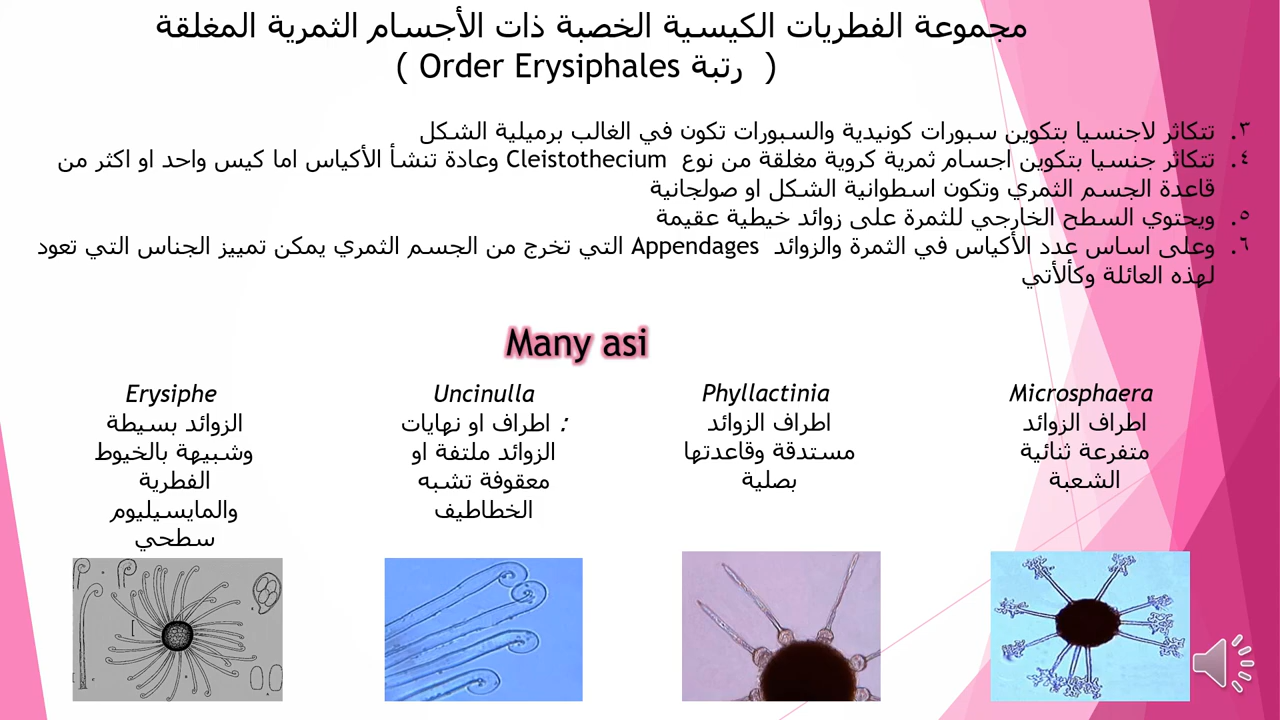 مجموعة الفطريات الكيسية الخصبة ذات الأجسام الثمرية المغلقة
( رتبة Order Erysiphales )
٣. تتكاثر لاجنسيا بتكوين سبورات كونيدية والسبورات تكون في الغالب برميلية الشكل
٤. تتكاثر جنسيا بتكوين اجسام ثمرية كروية مغلقة من نوع Cleistothecium وعادة تنشأ الأكياس اما كيس واحد او اكثر من
قاعدة الجسم الثمري وتكون اسطوانية الشكل او صولجانية
٥. ويحتوي السطح الخارجي للثمرة على زوائد خيطية عقيمة
٦. وعلى اساس عدد الأكياس في الثمرة والزوائد Appendages التي تخرج من الجسم الثمري يمكن تمييز الجناس التي تعود
لهذه العائلة وكألأتي
Many asi
Erysiphe
الزوائد بسيطة
وشبيهة بالخيوط
الفطرية
والمايسيليوم
سطحي
Uncinulla
: اطراف او نهايات
الزوائد ملتفة او
معقوفة تشبه
الخطاطيف
Phyllactinia
اطراف الزوائد
مستدقة وقاعدتها
بصلية
Microsphaera
اطراف الزوائد
متفرعة ثنائية
الشعبة